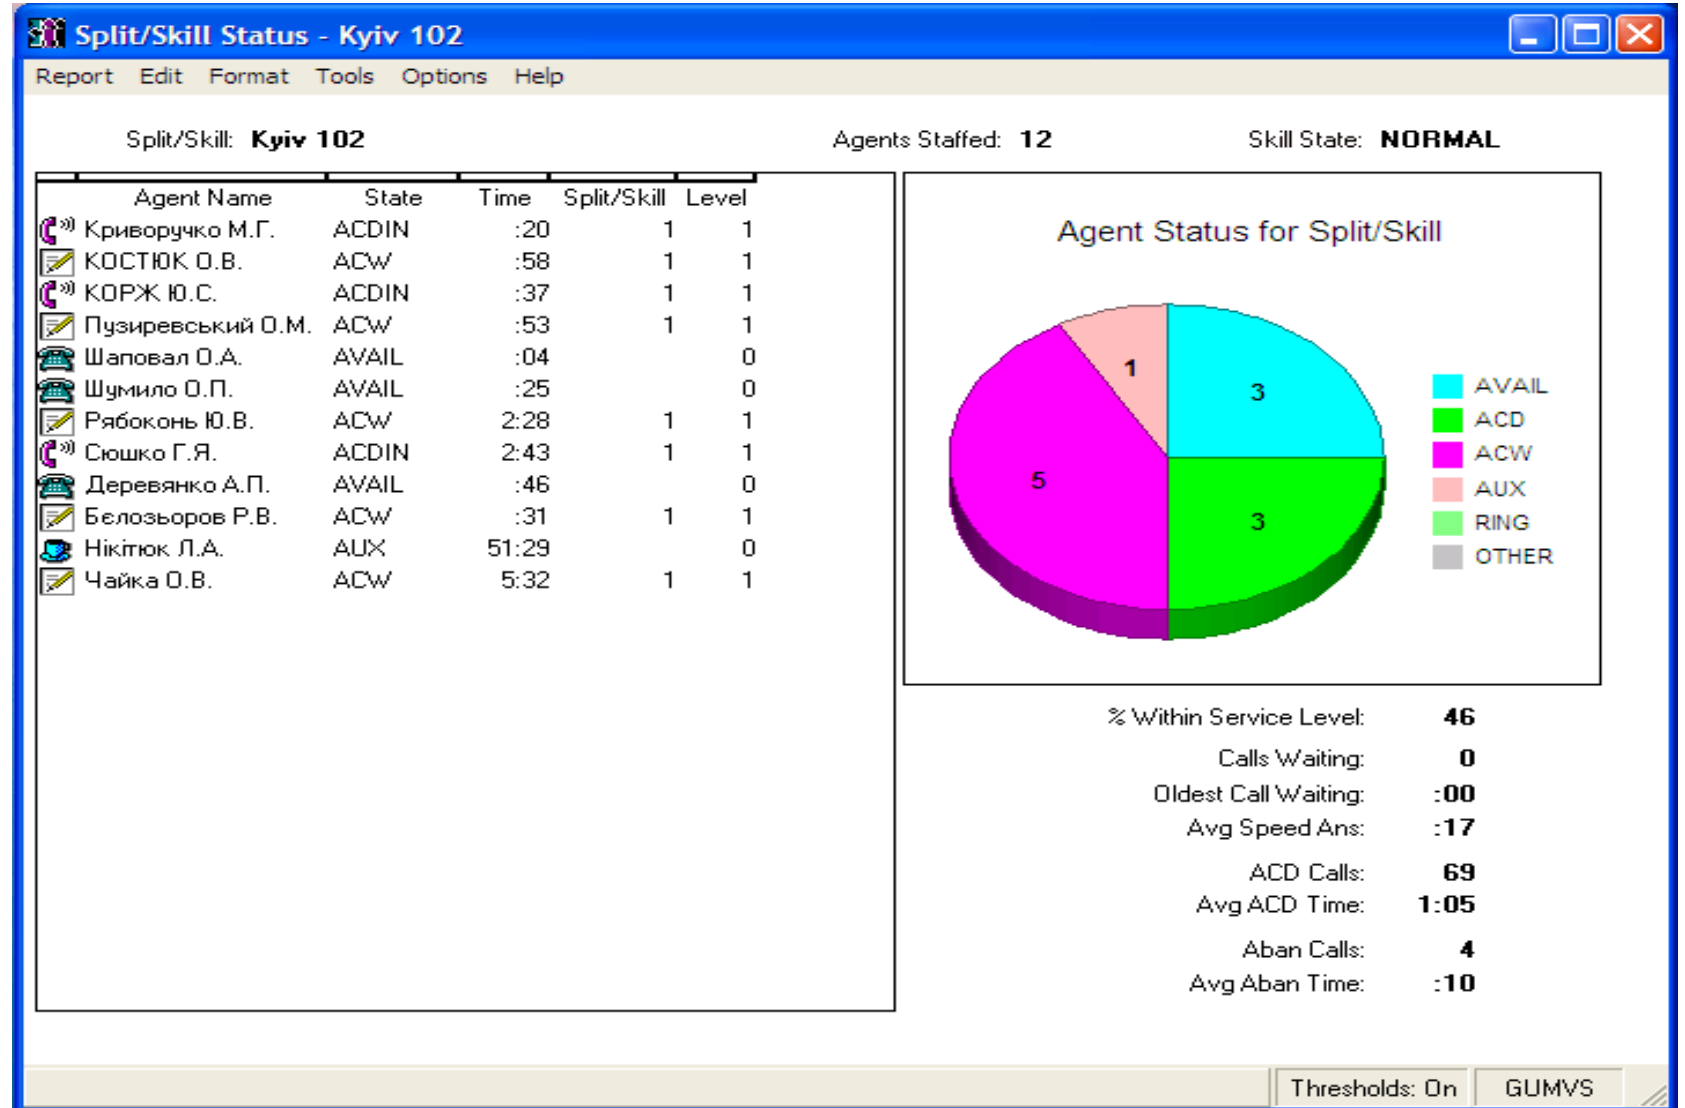 Split/Skill Status - Kyiv 102
Report Edit Format Tools Options Help
Split/Skill: Kyiv 102 Agents Staffed: 12 Skill State: NORMAL
Agent Name State Time Split/Skill Level
Криворучко М.Г. ACDIN :20 1 1
КОСТЮК О.В. ACW :58 1 1
КОРЖ Ю.С. ACDIN :37 1 1
Пузиревський О.М. ACW :53 1 1
Шаповал О.А. AVAIL :04 0
Шумило О.П. AVAIL :25 0
Рябоконь Ю.В. ACW 2:28 1 1
Сюшко Г.Я. ACDIN 2:43 1 1
Деревянко А.П. AVAIL :46 0
Бєлозьоров Р.В. ACW :31 1 1
Нікітюк Л.А. AUX 51:29 0
Чайка О.В. ACW 5:32 1 1
Agent Status for Split/Skill
1
3
5
3
AVAIL
ACD
ACW
AUX
RING
OTHER
% Within Service Level: 46
Calls Waiting: 0
Oldest Call Waiting: :00
Avg Speed Ans: :17
ACD Calls: 69
Avg ACD Time: 1:05
Aban Calls: 4
Avg Aban Time: :10
Thresholds: On GUMVS